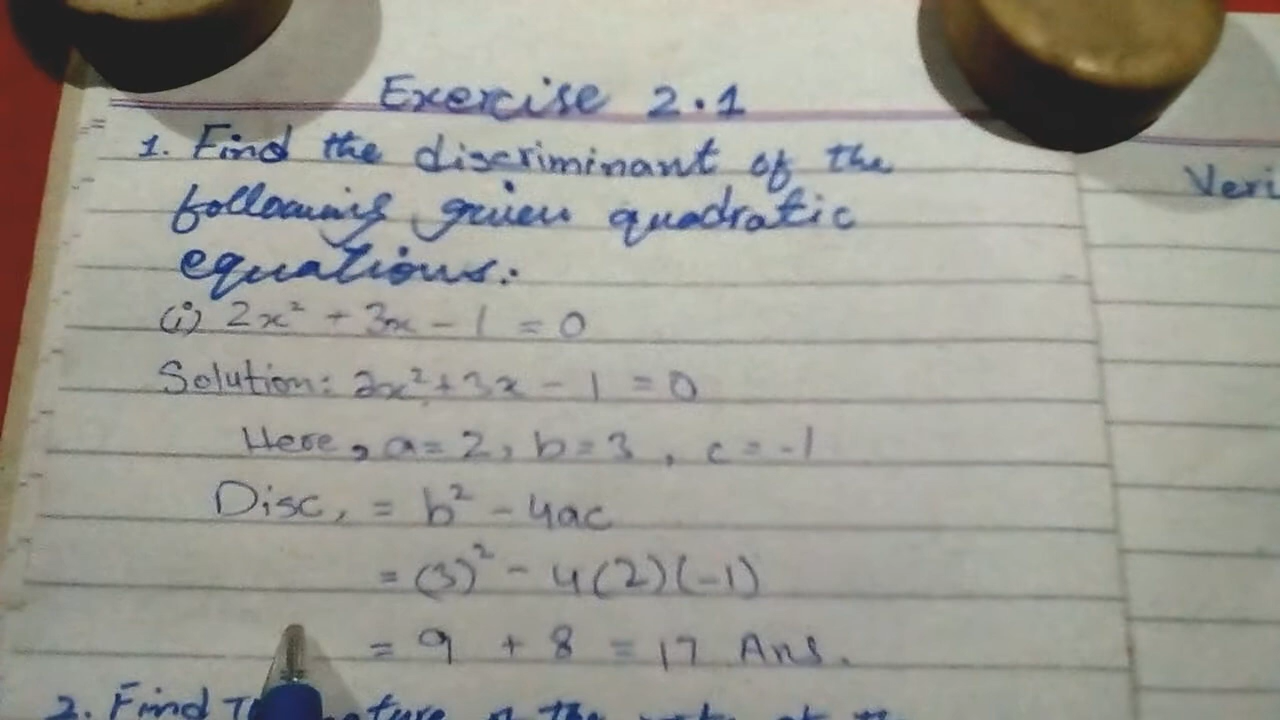 Exercise 2.1
1. Find the discriminant of the
following given quadratic
equations:
(i) 2x² + 3x - 1 = 0
Solution: 2x² + 3x - 1 = 0
Here, a = 2, b = 3, c = -1
Disc, = b² - 4ac
= (3)² - 4(2)(-1)
= 9 + 8 = 17 Ans.
2. Find the
Veri